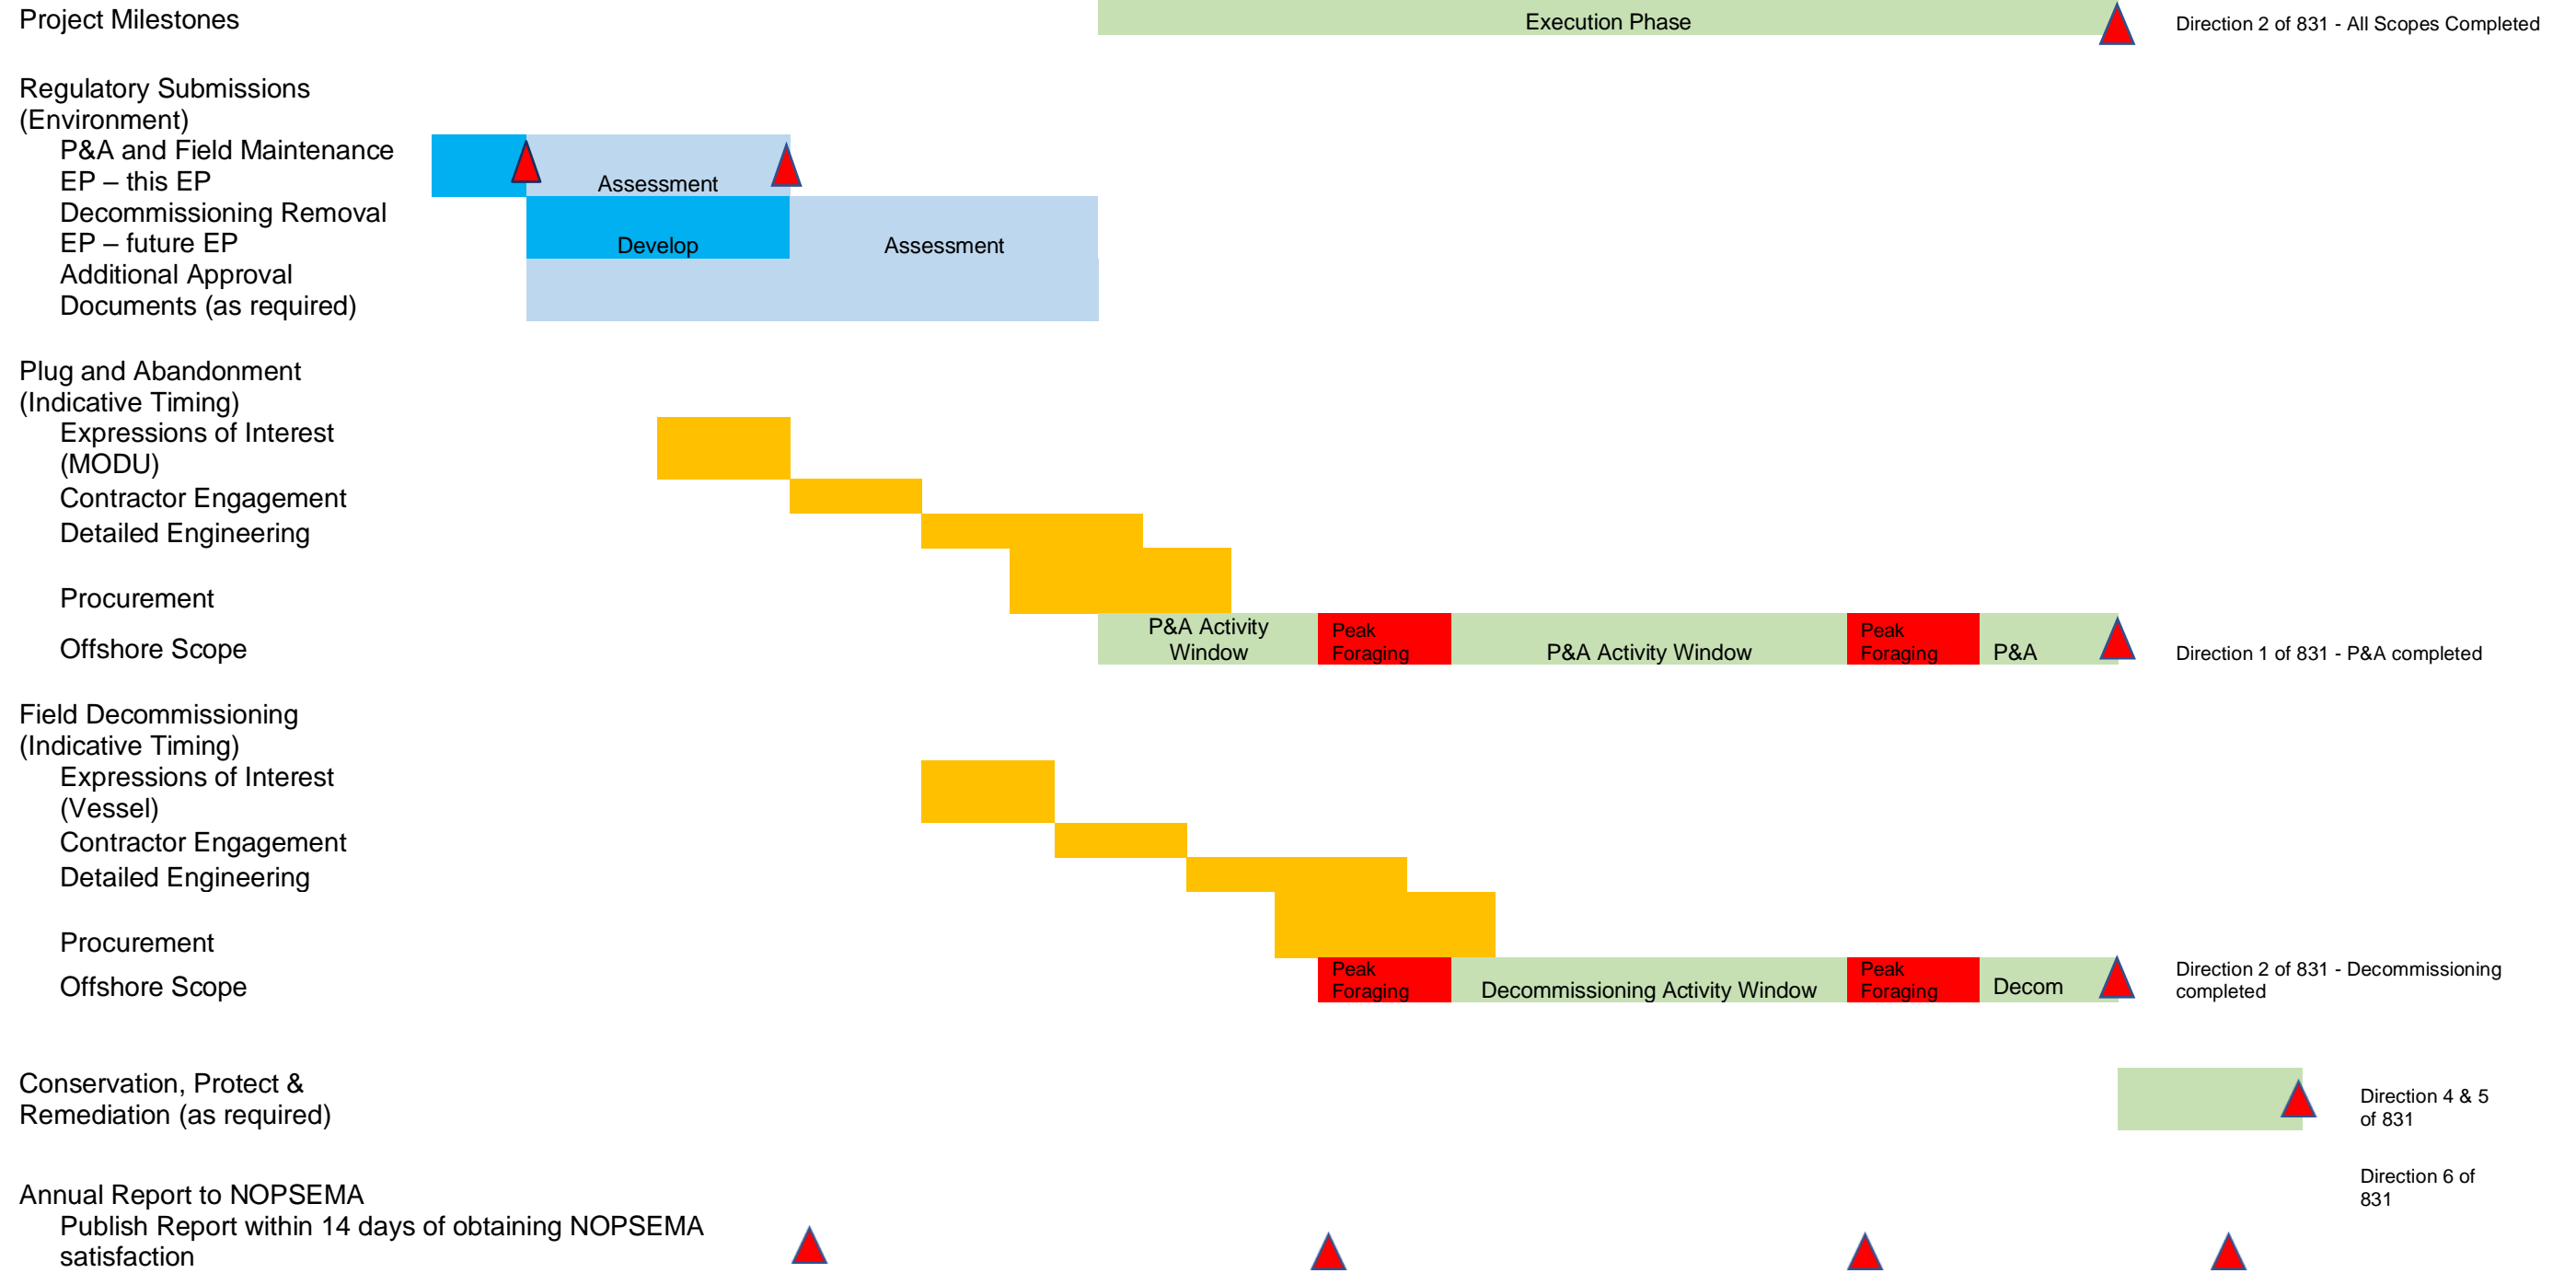 Project Milestones
Execution Phase
Direction 2 of 831 - All Scopes Completed
Regulatory Submissions
(Environment)
P&A and Field Maintenance
EP – this EP
Assessment
Decommissioning Removal
EP – future EP
Develop
Assessment
Additional Approval
Documents (as required)
Plug and Abandonment
(Indicative Timing)
Expressions of Interest
(MODU)
Contractor Engagement
Detailed Engineering
Procurement
Offshore Scope
P&A Activity
Window
Peak
Foraging
P&A Activity Window
Peak
Foraging
P&A
Direction 1 of 831 - P&A completed
Field Decommissioning
(Indicative Timing)
Expressions of Interest
(Vessel)
Contractor Engagement
Detailed Engineering
Procurement
Offshore Scope
Peak
Foraging
Decommissioning Activity Window
Peak
Foraging
Decom
Direction 2 of 831 - Decommissioning
completed
Conservation, Protect &
Remediation (as required)
Direction 4 & 5
of 831
Annual Report to NOPSEMA
Direction 6 of
831
Publish Report within 14 days of obtaining NOPSEMA
satisfaction